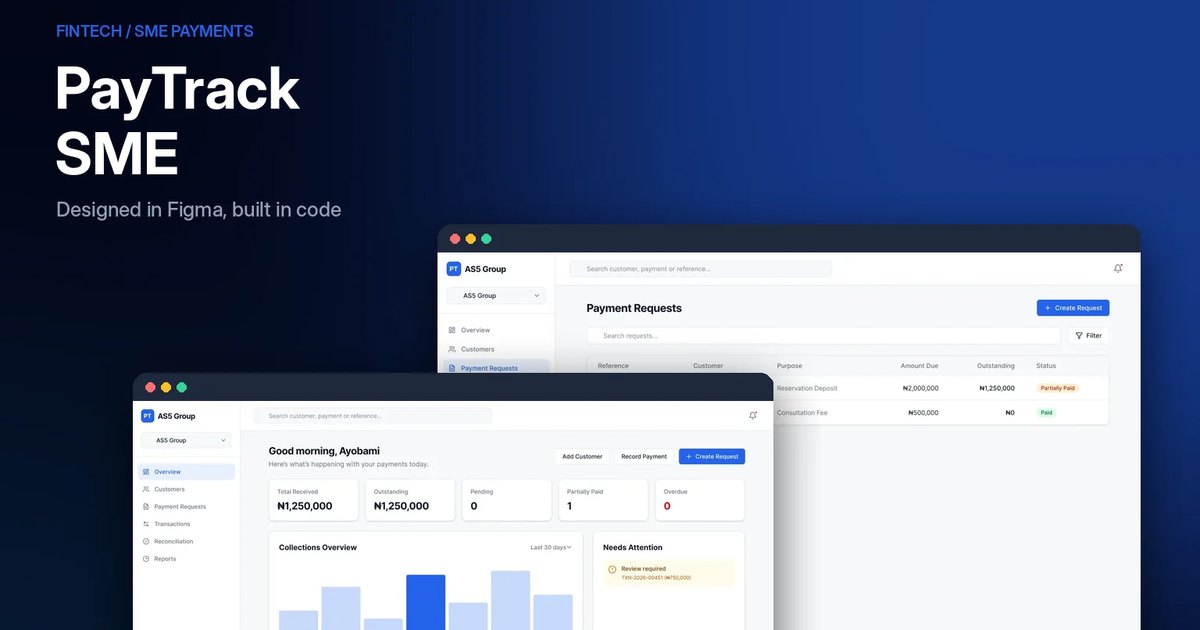 FINTECH / SME PAYMENTS
PayTrack
SME
Designed in Figma, built in code
PT AS5 Group
Search customer, payment or reference...
AS5 Group
Overview
Customers
Payment Requests
Payment Requests
Create Request
Search requests...
Filter
Reference Customer Purpose Amount Due Outstanding Status
Reservation Deposit ₦2,000,000 ₦1,250,000 Partially Paid
Consultation Fee ₦500,000 ₦0 Paid
PT AS5 Group
Search customer, payment or reference...
AS5 Group
Overview
Customers
Payment Requests
Transactions
Reconciliation
Reports
Good morning, Ayobami
Here's what's happening with your payments today.
Add Customer
Record Payment
Create Request
Total Received
₦1,250,000
Outstanding
₦1,250,000
Pending
0
Partially Paid
1
Overdue
0
Collections Overview
Last 30 days
Needs Attention
Review required
TXN-2026-00451 (₦750,000)